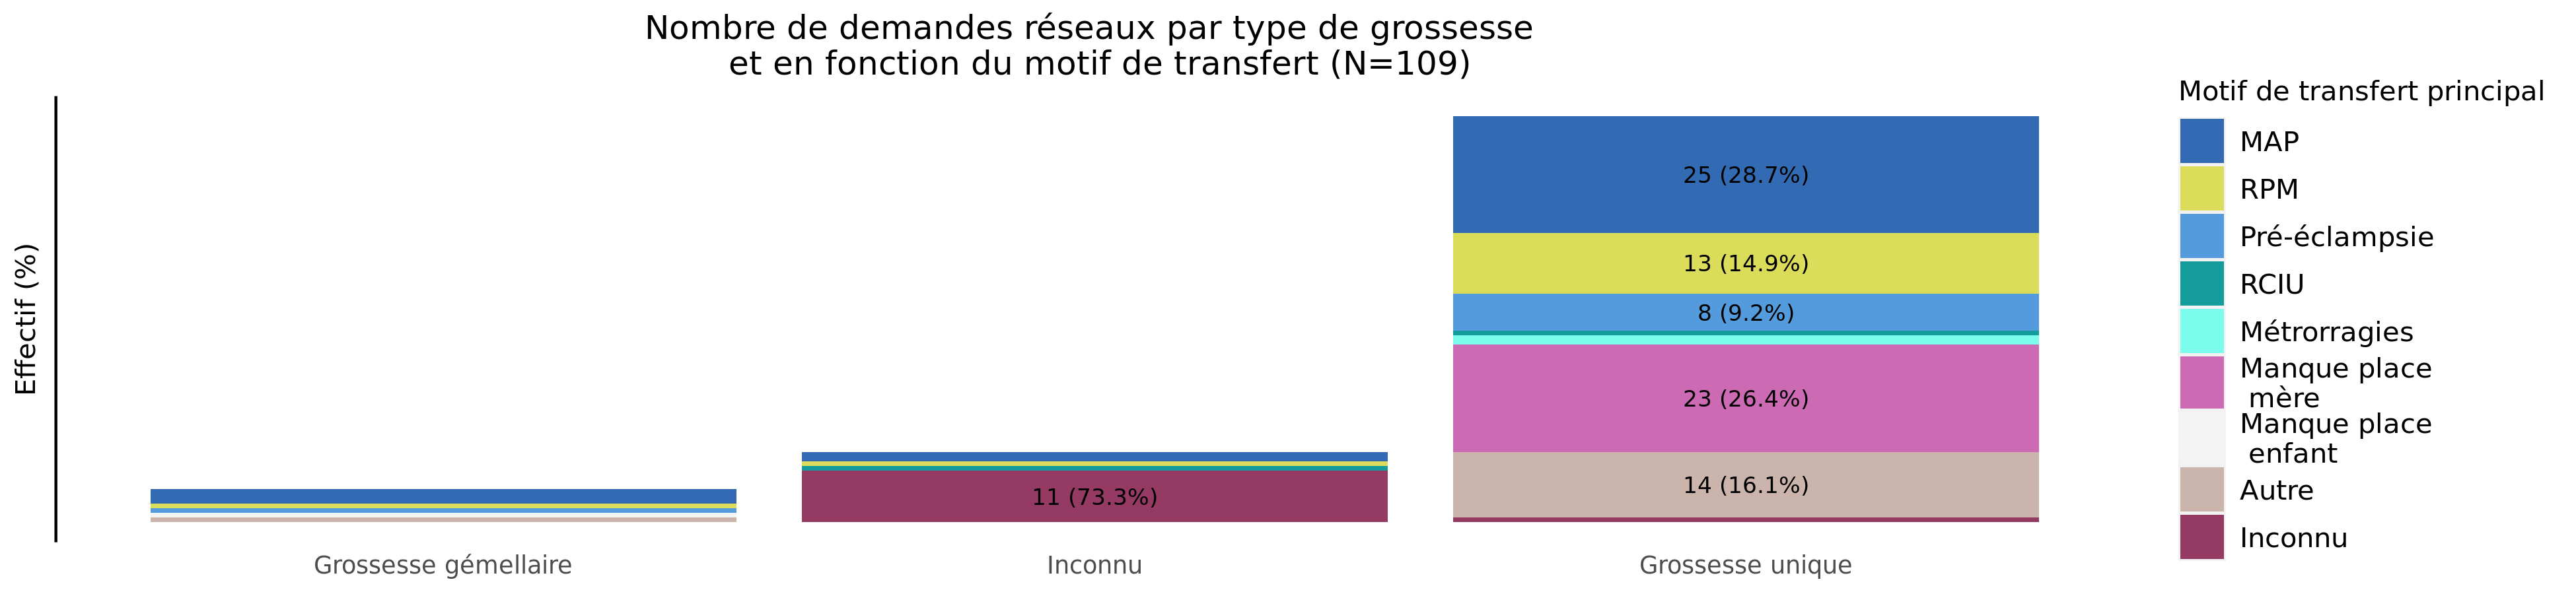 Nombre de demandes réseaux par type de grossesse
et en fonction du motif de transfert (N=109)
Effectif (%)
25 (28.7%)
13 (14.9%)
8 (9.2%)
23 (26.4%)
14 (16.1%)
11 (73.3%)
Grossesse gémellaire
Inconnu
Grossesse unique
Motif de transfert principal
MAP
RPM
Pré-éclampsie
RCIU
Métrorragies
Manque place
mère
Manque place
enfant
Autre
Inconnu